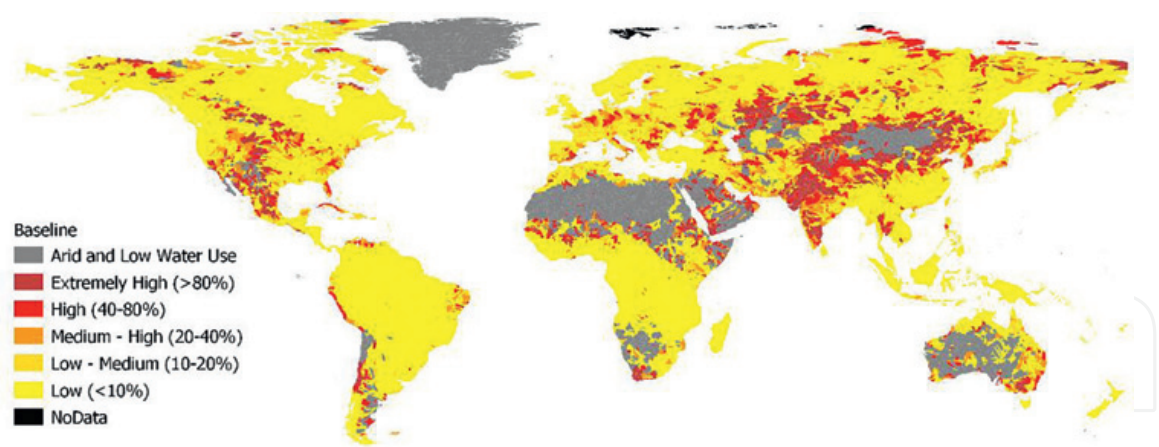 Baseline
Arid and Low Water Use
Extremely High (>80%)
High (40-80%)
Medium - High (20-40%)
Low - Medium (10-20%)
Low (<10%)
NoData